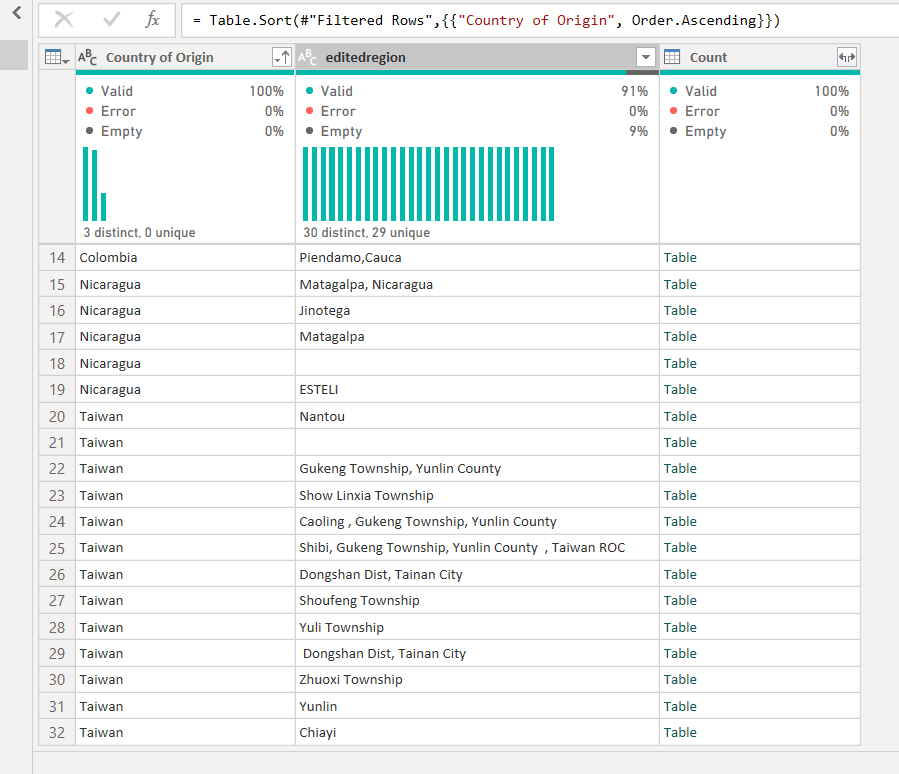 fx = Table.Sort(#"Filtered Rows",{{"Country of Origin", Order.Ascending}})
ABC Country of Origin ABC editedregion Count
Valid 100% Valid 91% Valid 100%
Error 0% Error 0% Error 0%
Empty 0% Empty 9% Empty 0%
3 distinct, 0 unique 30 distinct, 29 unique
14 Colombia Piendamo,Cauca Table
15 Nicaragua Matagalpa, Nicaragua Table
16 Nicaragua Jinotega Table
17 Nicaragua Matagalpa Table
18 Nicaragua Table
19 Nicaragua ESTELI Table
20 Taiwan Nantou Table
21 Taiwan Table
22 Taiwan Gukeng Township, Yunlin County Table
23 Taiwan Show Linxia Township Table
24 Taiwan Caoling , Gukeng Township, Yunlin County Table
25 Taiwan Shibi, Gukeng Township, Yunlin County , Taiwan ROC Table
26 Taiwan Dongshan Dist, Tainan City Table
27 Taiwan Shoufeng Township Table
28 Taiwan Yuli Township Table
29 Taiwan Dongshan Dist, Tainan City Table
30 Taiwan Zhuoxi Township Table
31 Taiwan Yunlin Table
32 Taiwan Chiayi Table